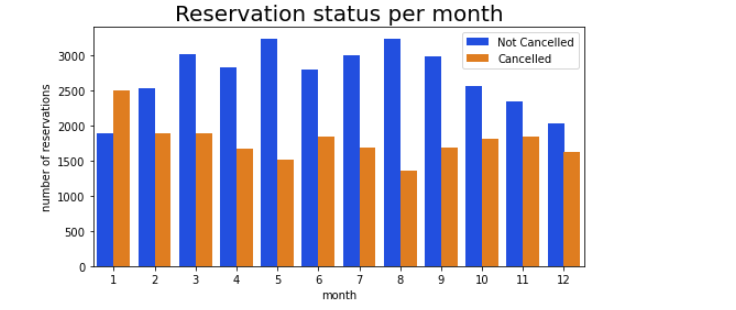 Reservation status per month
Not Cancelled
Cancelled
number of reservations
3000
2500
2000
1500
1000
500
0
1 2 3 4 5 6 7 8 9 10 11 12
month